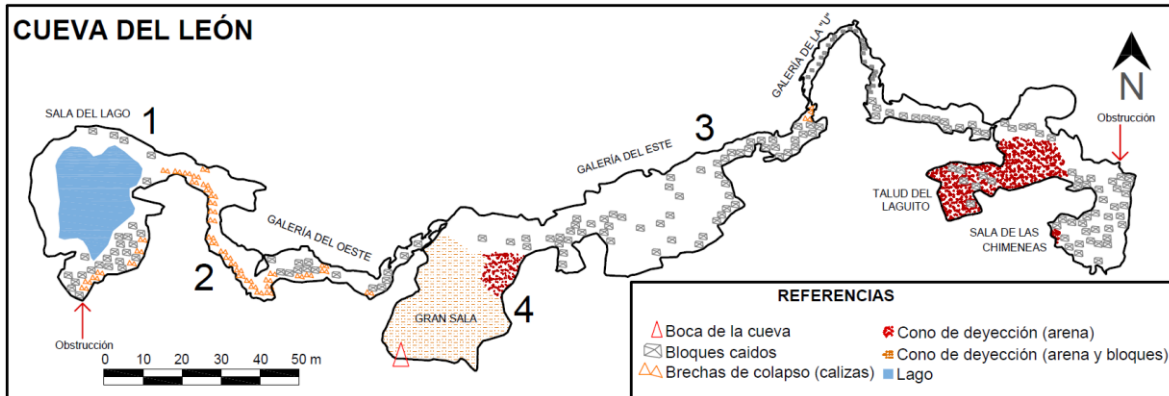 CUEVA DEL LEÓN
SALA DEL LAGO
1
GALERÍA DEL OESTE
2
Obstrucción
0 10 20 30 40 50 m
GRAN SALA
4
GALERÍA DEL ESTE
3
GALERÍA DE LA "U"
N
Obstrucción
TALUD DEL
LAGUITO
SALA DE LAS
CHIMENEAS
REFERENCIAS
Boca de la cueva
Bloques caidos
Brechas de colapso (calizas)
Cono de deyección (arena)
Cono de deyección (arena y bloques)
Lago